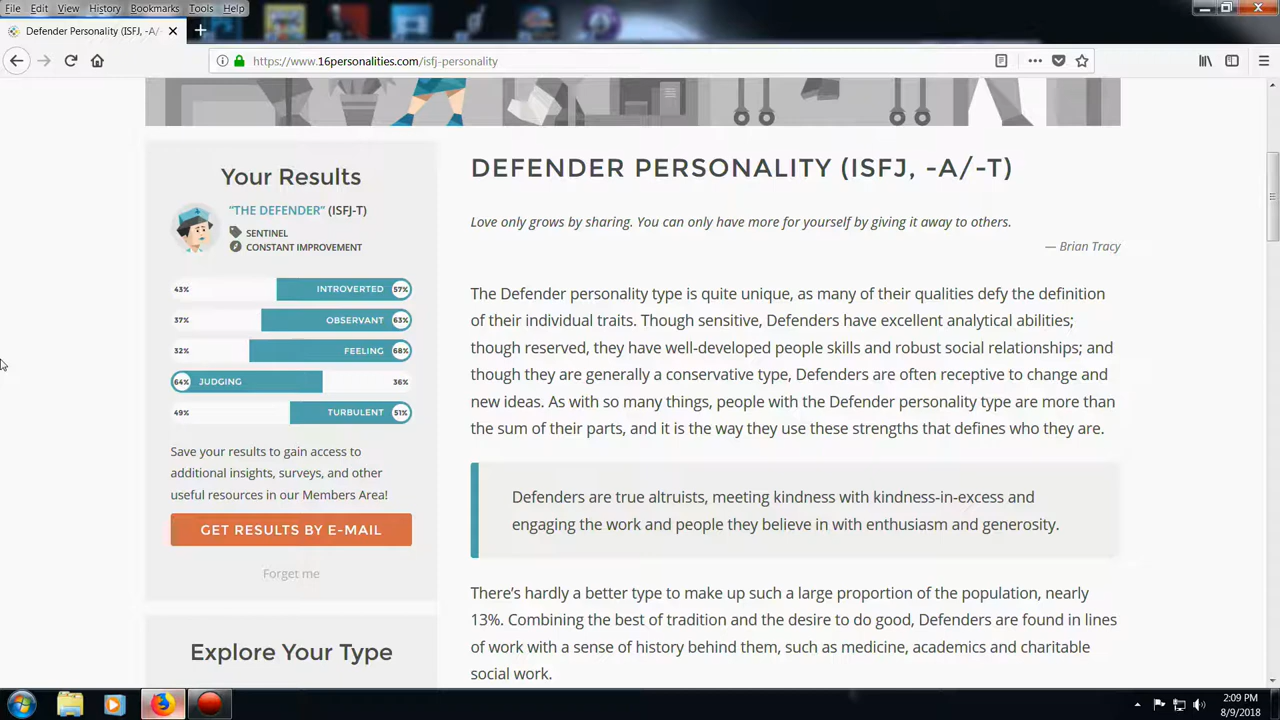 File Edit View History Bookmarks Tools Help
Defender Personality (ISFJ, -A/-
https://www.16personalities.com/isfj-personality
Your Results
"THE DEFENDER" (ISFJ-T)
SENTINEL
CONSTANT IMPROVEMENT
43% INTROVERTED 57%
37% OBSERVANT 63%
32% FEELING 68%
64% JUDGING 36%
49% TURBULENT 51%
Save your results to gain access to
additional insights, surveys, and other
useful resources in our Members Area!
GET RESULTS BY E-MAIL
Forget me
Explore Your Type
DEFENDER PERSONALITY (ISFJ, -A/-T)
Love only grows by sharing. You can only have more for yourself by giving it away to others.
— Brian Tracy
The Defender personality type is quite unique, as many of their qualities defy the definition
of their individual traits. Though sensitive, Defenders have excellent analytical abilities;
though reserved, they have well-developed people skills and robust social relationships; and
though they are generally a conservative type, Defenders are often receptive to change and
new ideas. As with so many things, people with the Defender personality type are more than
the sum of their parts, and it is the way they use these strengths that defines who they are.
Defenders are true altruists, meeting kindness with kindness-in-excess and
engaging the work and people they believe in with enthusiasm and generosity.
There's hardly a better type to make up such a large proportion of the population, nearly
13%. Combining the best of tradition and the desire to do good, Defenders are found in lines
of work with a sense of history behind them, such as medicine, academics and charitable
social work.
2:09 PM
8/9/2018